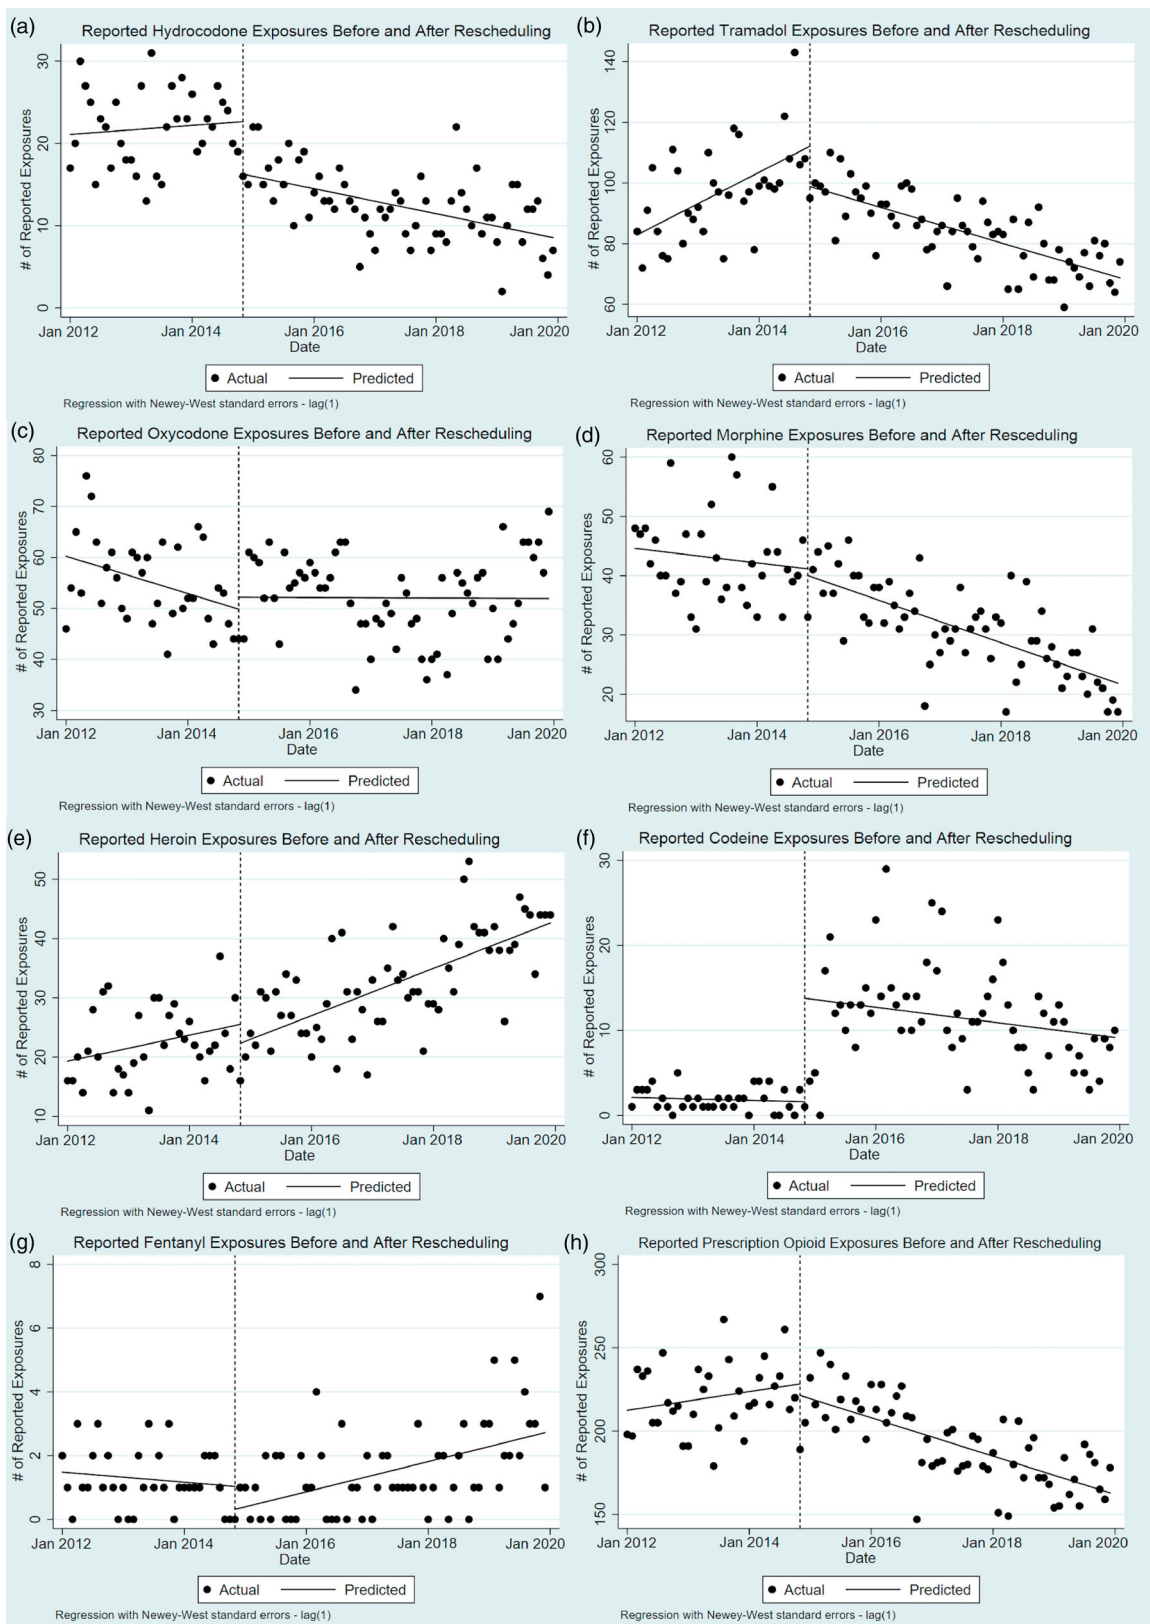 (a)
Reported Hydrocodone Exposures Before and After Rescheduling
# of Reported Exposures
30
20
10
0
Jan 2012 Jan 2014 Jan 2016 Jan 2018 Jan 2020
Date
Actual Predicted
Regression with Newey-West standard errors - lag(1)
(b)
Reported Tramadol Exposures Before and After Rescheduling
# of Reported Exposures
140
120
100
80
60
Jan 2012 Jan 2014 Jan 2016 Jan 2018 Jan 2020
Date
Actual Predicted
Regression with Newey-West standard errors - lag(1)
(c)
Reported Oxycodone Exposures Before and After Rescheduling
# of Reported Exposures
80
70
60
50
40
30
Jan 2012 Jan 2014 Jan 2016 Jan 2018 Jan 2020
Date
Actual Predicted
Regression with Newey-West standard errors - lag(1)
(d)
Reported Morphine Exposures Before and After Resceduling
# of Reported Exposures
60
50
40
30
20
Jan 2012 Jan 2014 Jan 2016 Jan 2018 Jan 2020
Date
Actual Predicted
Regression with Newey-West standard errors - lag(1)
(e)
Reported Heroin Exposures Before and After Rescheduling
# of Reported Exposures
50
40
30
20
10
Jan 2012 Jan 2014 Jan 2016 Jan 2018 Jan 2020
Date
Actual Predicted
Regression with Newey-West standard errors - lag(1)
(f)
Reported Codeine Exposures Before and After Rescheduling
# of Reported Exposures
30
20
10
0
Jan 2012 Jan 2014 Jan 2016 Jan 2018 Jan 2020
Date
Actual Predicted
Regression with Newey-West standard errors - lag(1)
(g)
Reported Fentanyl Exposures Before and After Rescheduling
# of Reported Exposures
8
6
4
2
0
Jan 2012 Jan 2014 Jan 2016 Jan 2018 Jan 2020
Date
Actual Predicted
Regression with Newey-West standard errors - lag(1)
(h)
Reported Prescription Opioid Exposures Before and After Rescheduling
# of Reported Exposures
300
250
200
150
Jan 2012 Jan 2014 Jan 2016 Jan 2018 Jan 2020
Date
Actual Predicted
Regression with Newey-West standard errors - lag(1)